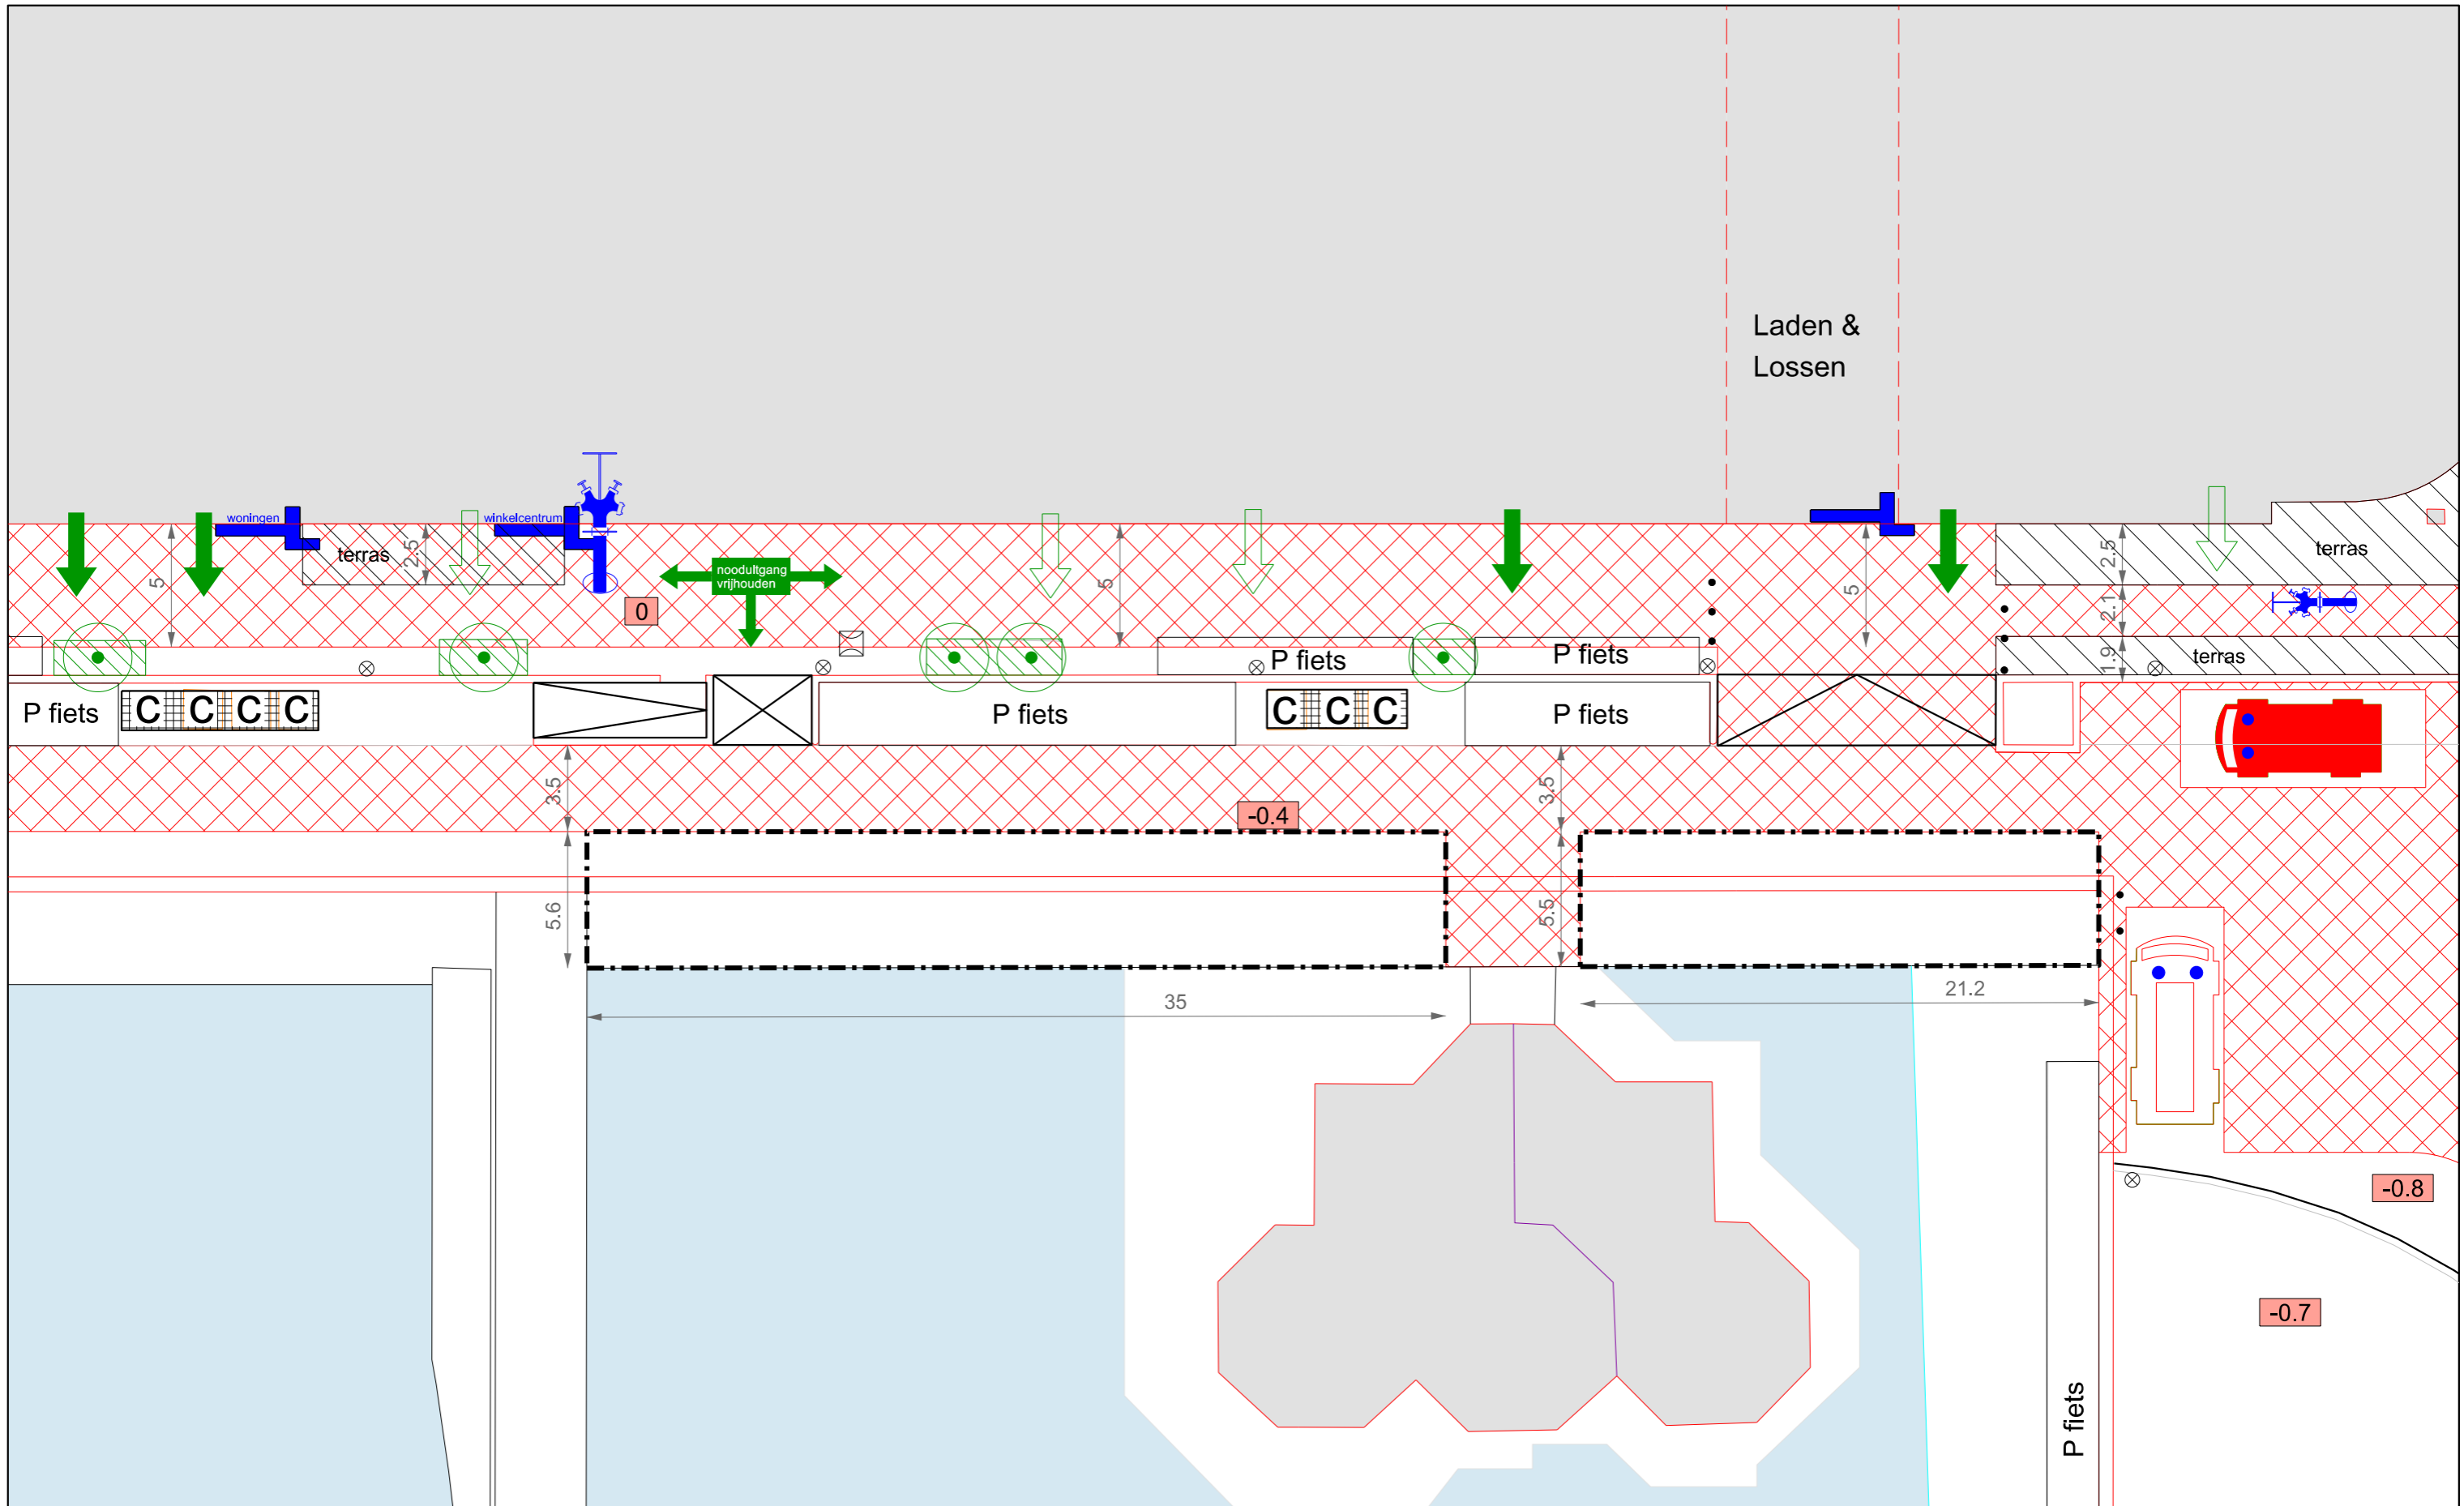 Laden &
Lossen
woningen
winkelcentrum
terras
2.5
5
nooduitgang
vrijhouden
0
5
5
2.5
terras
2.1
1.9
terras
P fiets
P fiets
P fiets
C C C C
P fiets
C C C
P fiets
3.5
3.5
-0.4
5.6
5.5
35
21.2
-0.8
-0.7
P fiets